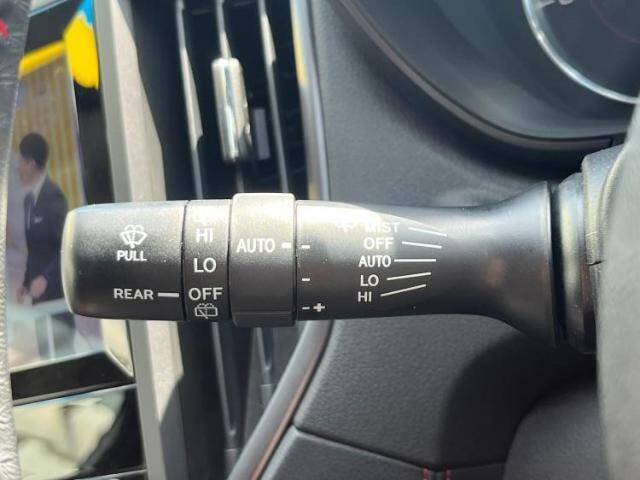 PULL
REAR
HI
LO
OFF
AUTO
-
-
-+
MIST
OFF
AUTO
LO
HI